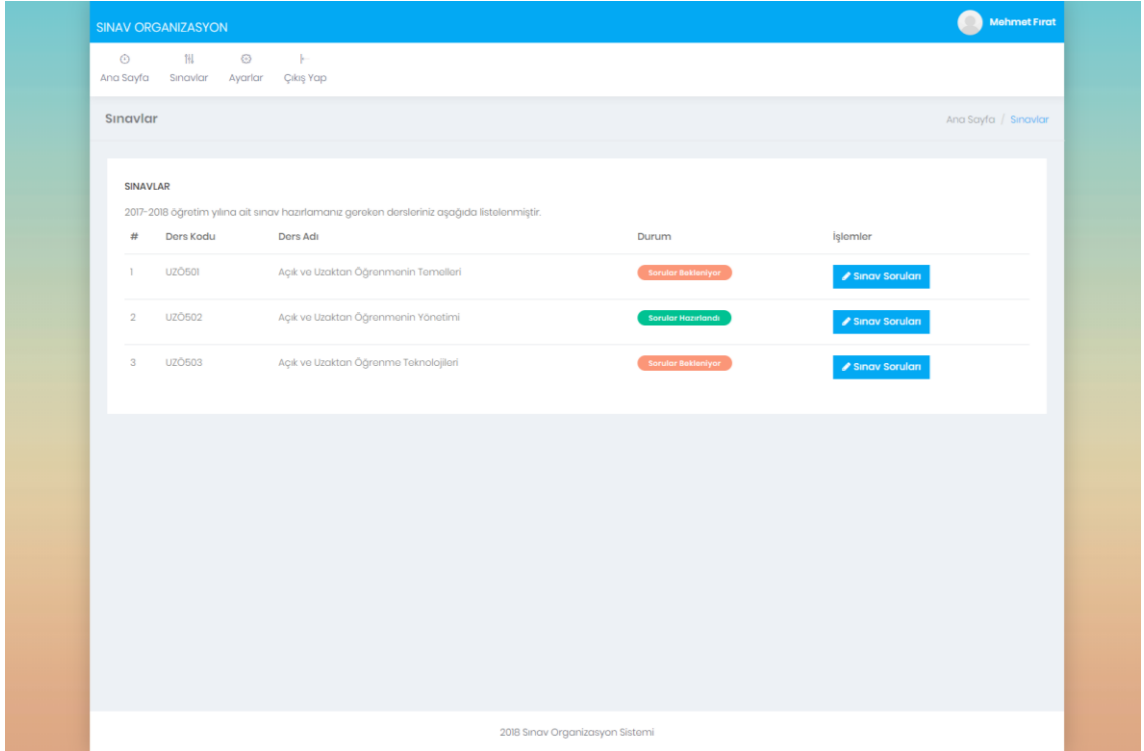 SINAV ORGANIZASYON
Mehmet Fırat
Ana Sayfa Sınavlar Ayarlar Çıkış Yap
Sınavlar
Ana Sayfa / Sınavlar
SINAVLAR
2017-2018 öğretim yılına ait sınav hazırlamanız gereken dersleriniz aşağıda listelenmiştir.
# Ders Kodu Ders Adı Durum İşlemler
1 UZÖ501 Açık ve Uzaktan Öğrenmenin Temelleri Sorular Bekleniyor Sınav Soruları
2 UZÖ502 Açık ve Uzaktan Öğrenmenin Yönetimi Sorular Hazırlandı Sınav Soruları
3 UZÖ503 Açık ve Uzaktan Öğrenme Teknolojileri Sorular Bekleniyor Sınav Soruları
2018 Sınav Organizasyon Sistemi